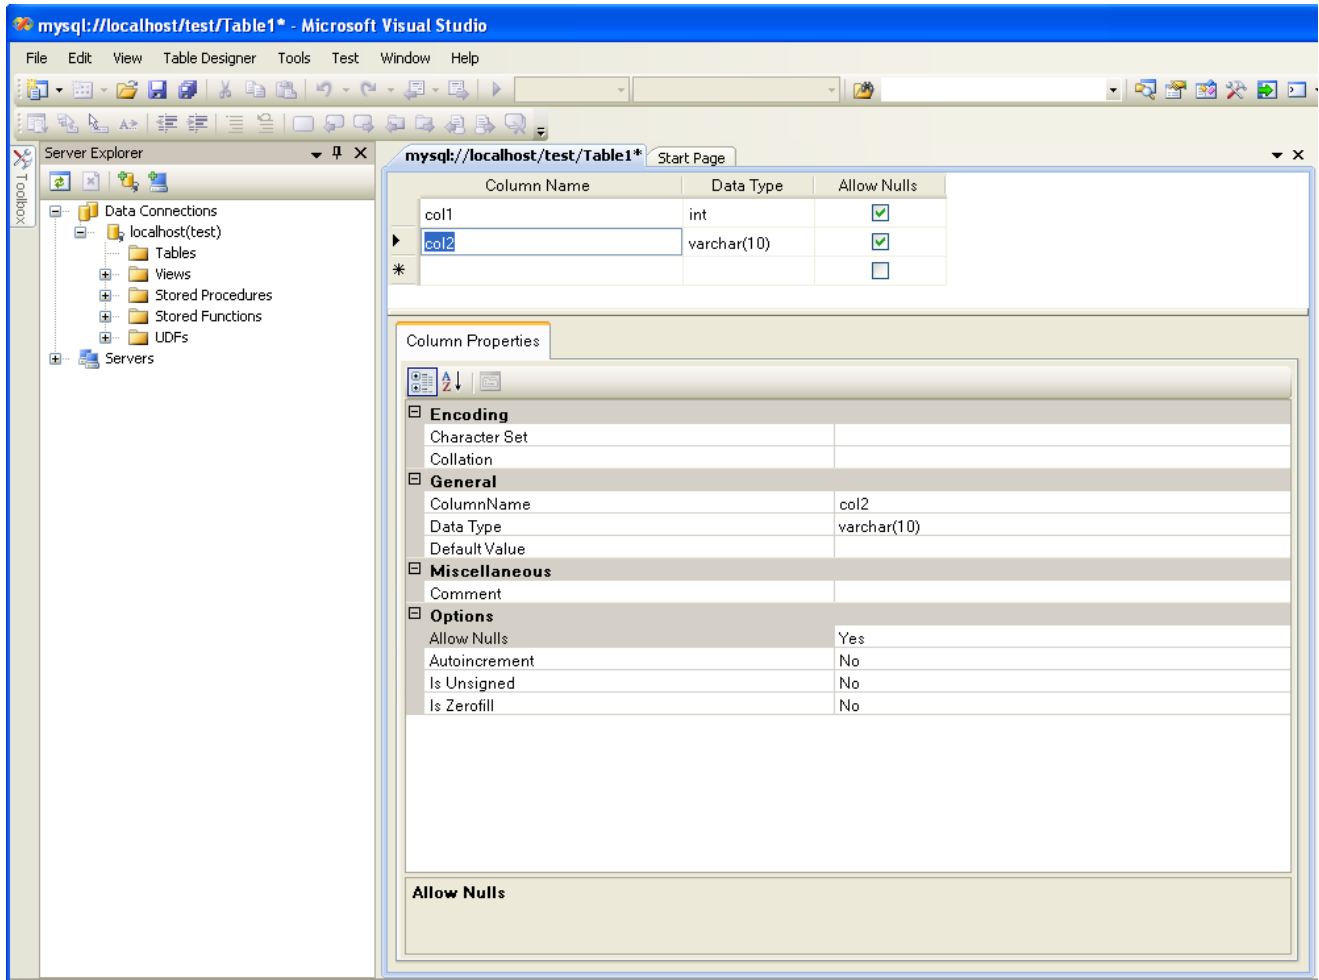 mysql://localhost/test/Table1* - Microsoft Visual Studio
File Edit View Table Designer Tools Test Window Help
Toolbox
Server Explorer
Data Connections
localhost(test)
Tables
Views
Stored Procedures
Stored Functions
UDFs
Servers
mysql://localhost/test/Table1* Start Page
Column Name Data Type Allow Nulls
col1 int
col2 varchar(10)
Column Properties
Encoding
Character Set
Collation
General
ColumnName col2
Data Type varchar(10)
Default Value
Miscellaneous
Comment
Options
Allow Nulls Yes
Autoincrement No
Is Unsigned No
Is Zerofill No
Allow Nulls